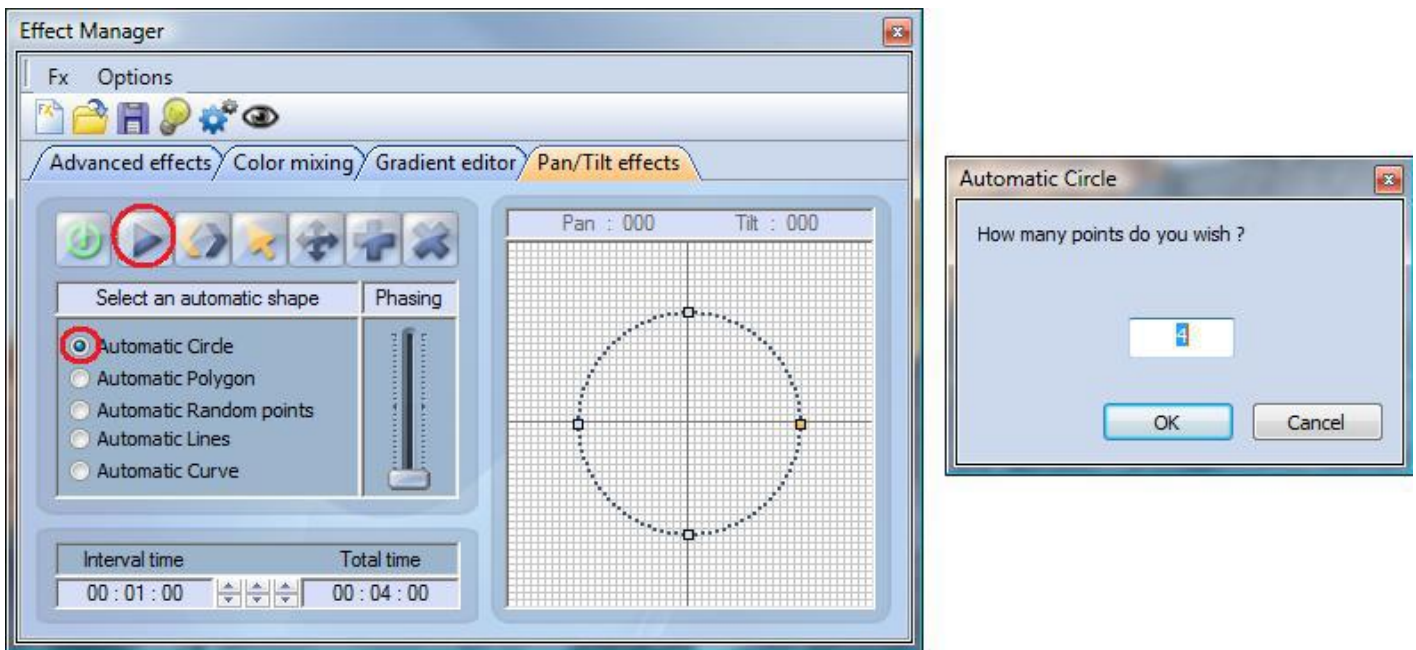 Effect Manager
Fx Options
Advanced effects Color mixing Gradient editor Pan/Tilt effects
Pan : 000 Tilt : 000
Select an automatic shape Phasing
Automatic Circle
Automatic Polygon
Automatic Random points
Automatic Lines
Automatic Curve
Interval time Total time
00 : 01 : 00 00 : 04 : 00
Automatic Circle
How many points do you wish ?
4
OK Cancel